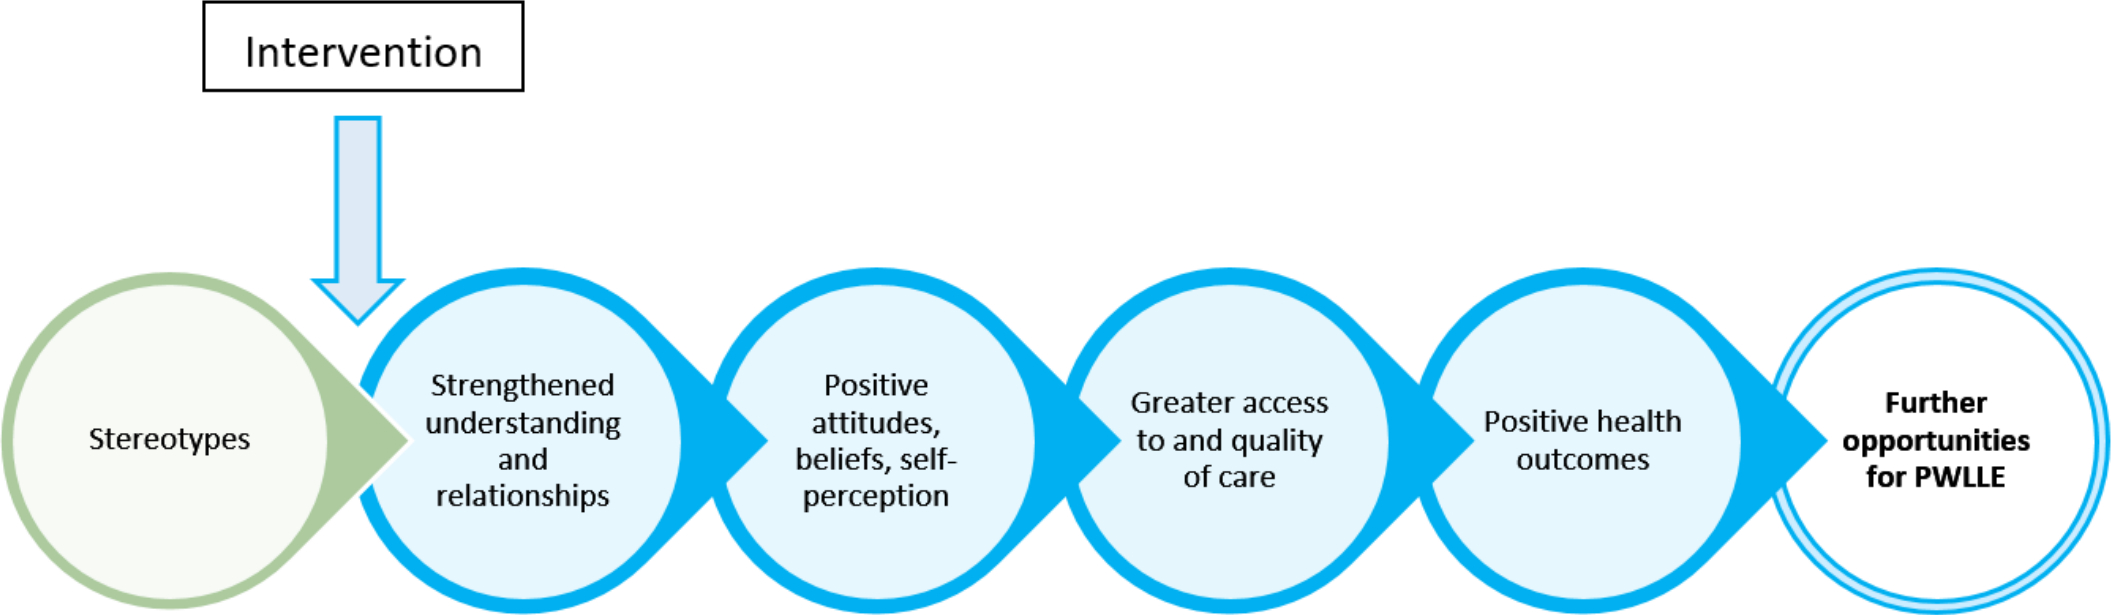 Intervention
Stereotypes
Strengthened
understanding
and
relationships
Positive
attitudes,
beliefs, self-
perception
Greater access
to and quality
of care
Positive health
outcomes
Further
opportunities
for PWLLE